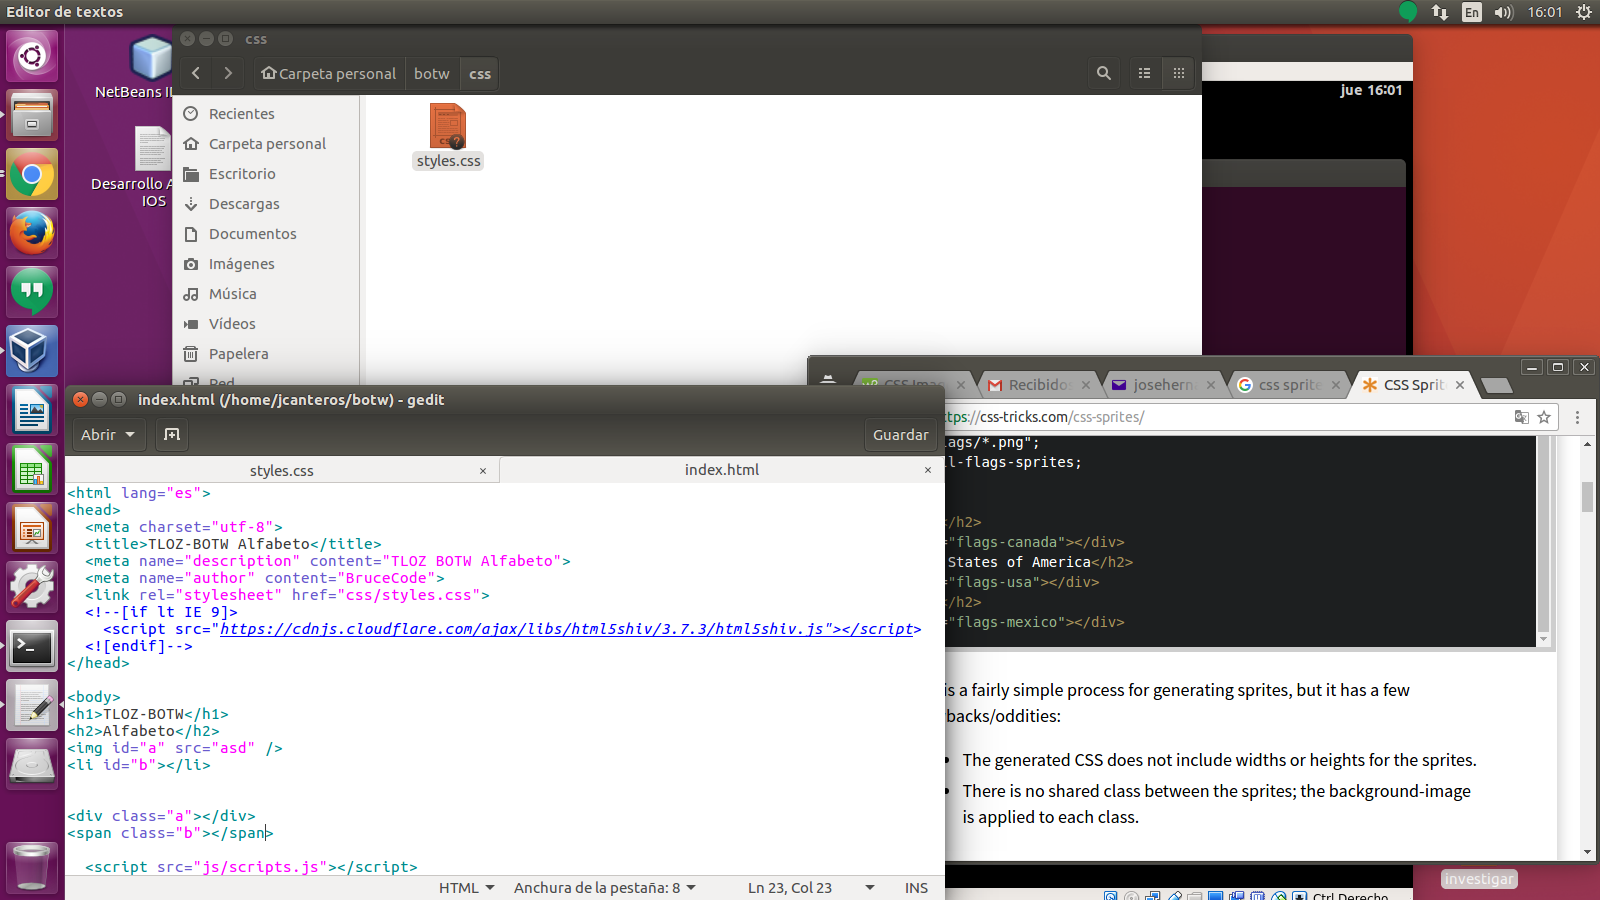 Editor de textos
En
16:01
NetBeans I
Desarrollo A
IOS
css
Carpeta personal
botw
css
Recientes
Carpeta personal
Escritorio
Descargas
Documentos
Imágenes
Música
Vídeos
Papelera
Red
styles.css
jue 16:01
index.html (/home/jcanteros/botw) - gedit
Abrir
Guardar
styles.css
index.html
<html lang="es">
<head>
<meta charset="utf-8">
<title>TLOZ-BOTW Alfabeto</title>
<meta name="description" content="TLOZ BOTW Alfabeto">
<meta name="author" content="BruceCode">
<link rel="stylesheet" href="css/styles.css">
<!--[if lt IE 9]>
<script src="https://cdnjs.cloudflare.com/ajax/libs/html5shiv/3.7.3/html5shiv.js"></script>
<![endif]-->
</head>
<body>
<h1>TLOZ-BOTW</h1>
<h2>Alfabeto</h2>
<img id="a" src="asd" />
<li id="b"></li>
<div class="a"></div>
<span class="b"></span>
<script src="js/scripts.js"></script>
HTML
Anchura de la pestaña: 8
Ln 23, Col 23
INS
CSS Ima
Recibidos
joseherna
css sprite
CSS Sprit
tps://css-tricks.com/css-sprites/
ags/*.png";
l-flags-sprites;
</h2>
="flags-canada"></div>
States of America</h2>
="flags-usa"></div>
</h2>
="flags-mexico"></div>
is a fairly simple process for generating sprites, but it has a few
backs/oddities:
The generated CSS does not include widths or heights for the sprites.
There is no shared class between the sprites; the background-image
is applied to each class.
investigar
Ctrl Derecho